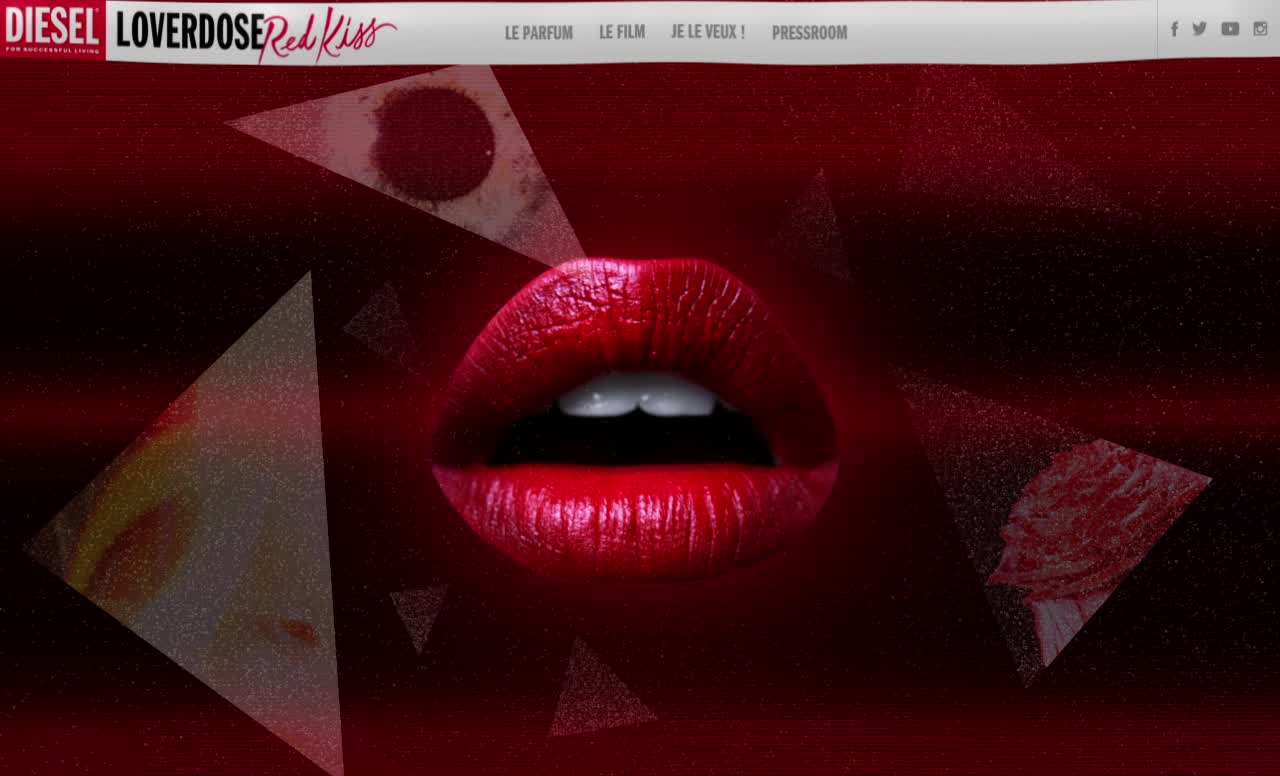 DIESEL
FOR SUCCESSFUL LIVING
LOVERDOSE Red Kiss
LE PARFUM
LE FILM
JE LE VEUX !
PRESSROOM